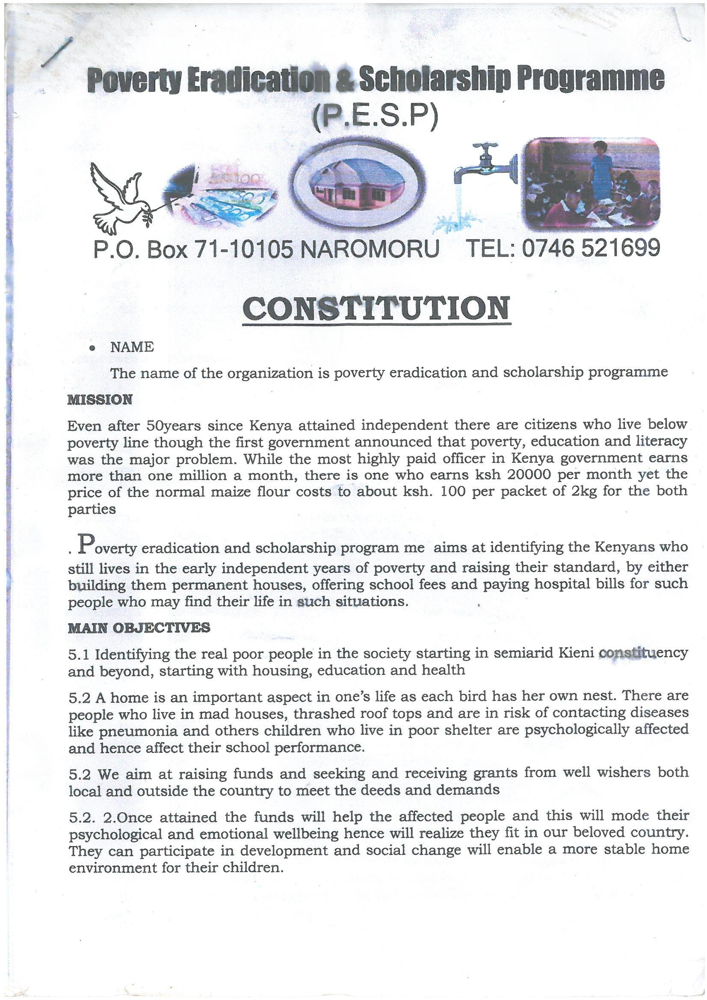 Poverty Eradication & Scholarship Programme
(P.E.S.P)
100
P.O. Box 71-10105 NAROMORU TEL: 0746 521699
CONSTITUTION
• NAME
The name of the organization is poverty eradication and scholarship programme
MISSION
Even after 50years since Kenya attained independent there are citizens who live below
poverty line though the first government announced that poverty, education and literacy
was the major problem. While the most highly paid officer in Kenya government earns
more than one million a month, there is one who earns ksh 20000 per month yet the
price of the normal maize flour costs to about ksh. 100 per packet of 2kg for the both
parties
. Poverty eradication and scholarship program me aims at identifying the Kenyans who
still lives in the early independent years of poverty and raising their standard, by either
building them permanent houses, offering school fees and paying hospital bills for such
people who may find their life in such situations.
MAIN OBJECTIVES
5.1 Identifying the real poor people in the society starting in semiarid Kieni constituency
and beyond, starting with housing, education and health
5.2 A home is an important aspect in one's life as each bird has her own nest. There are
people who live in mad houses, thrashed roof tops and are in risk of contacting diseases
like pneumonia and others children who live in poor shelter are psychologically affected
and hence affect their school performance.
5.2 We aim at raising funds and seeking and receiving grants from well wishers both
local and outside the country to meet the deeds and demands
5.2. 2.Once attained the funds will help the affected people and this will mode their
psychological and emotional wellbeing hence will realize they fit in our beloved country.
They can participate in development and social change will enable a more stable home
environment for their children.